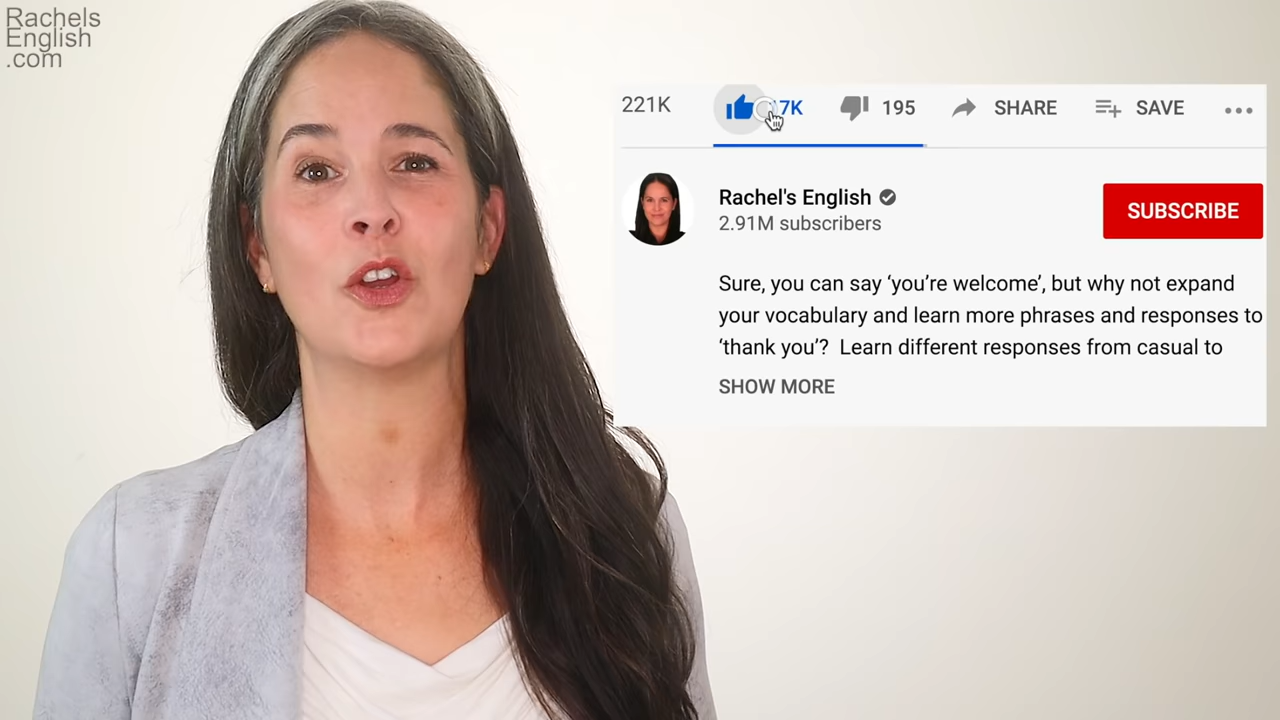 Rachels
English
.com
221K
7K
195
SHARE
SAVE
Rachel's English
2.91M subscribers
SUBSCRIBE
Sure, you can say ‘you’re welcome’, but why not expand
your vocabulary and learn more phrases and responses to
‘thank you’?  Learn different responses from casual to
SHOW MORE